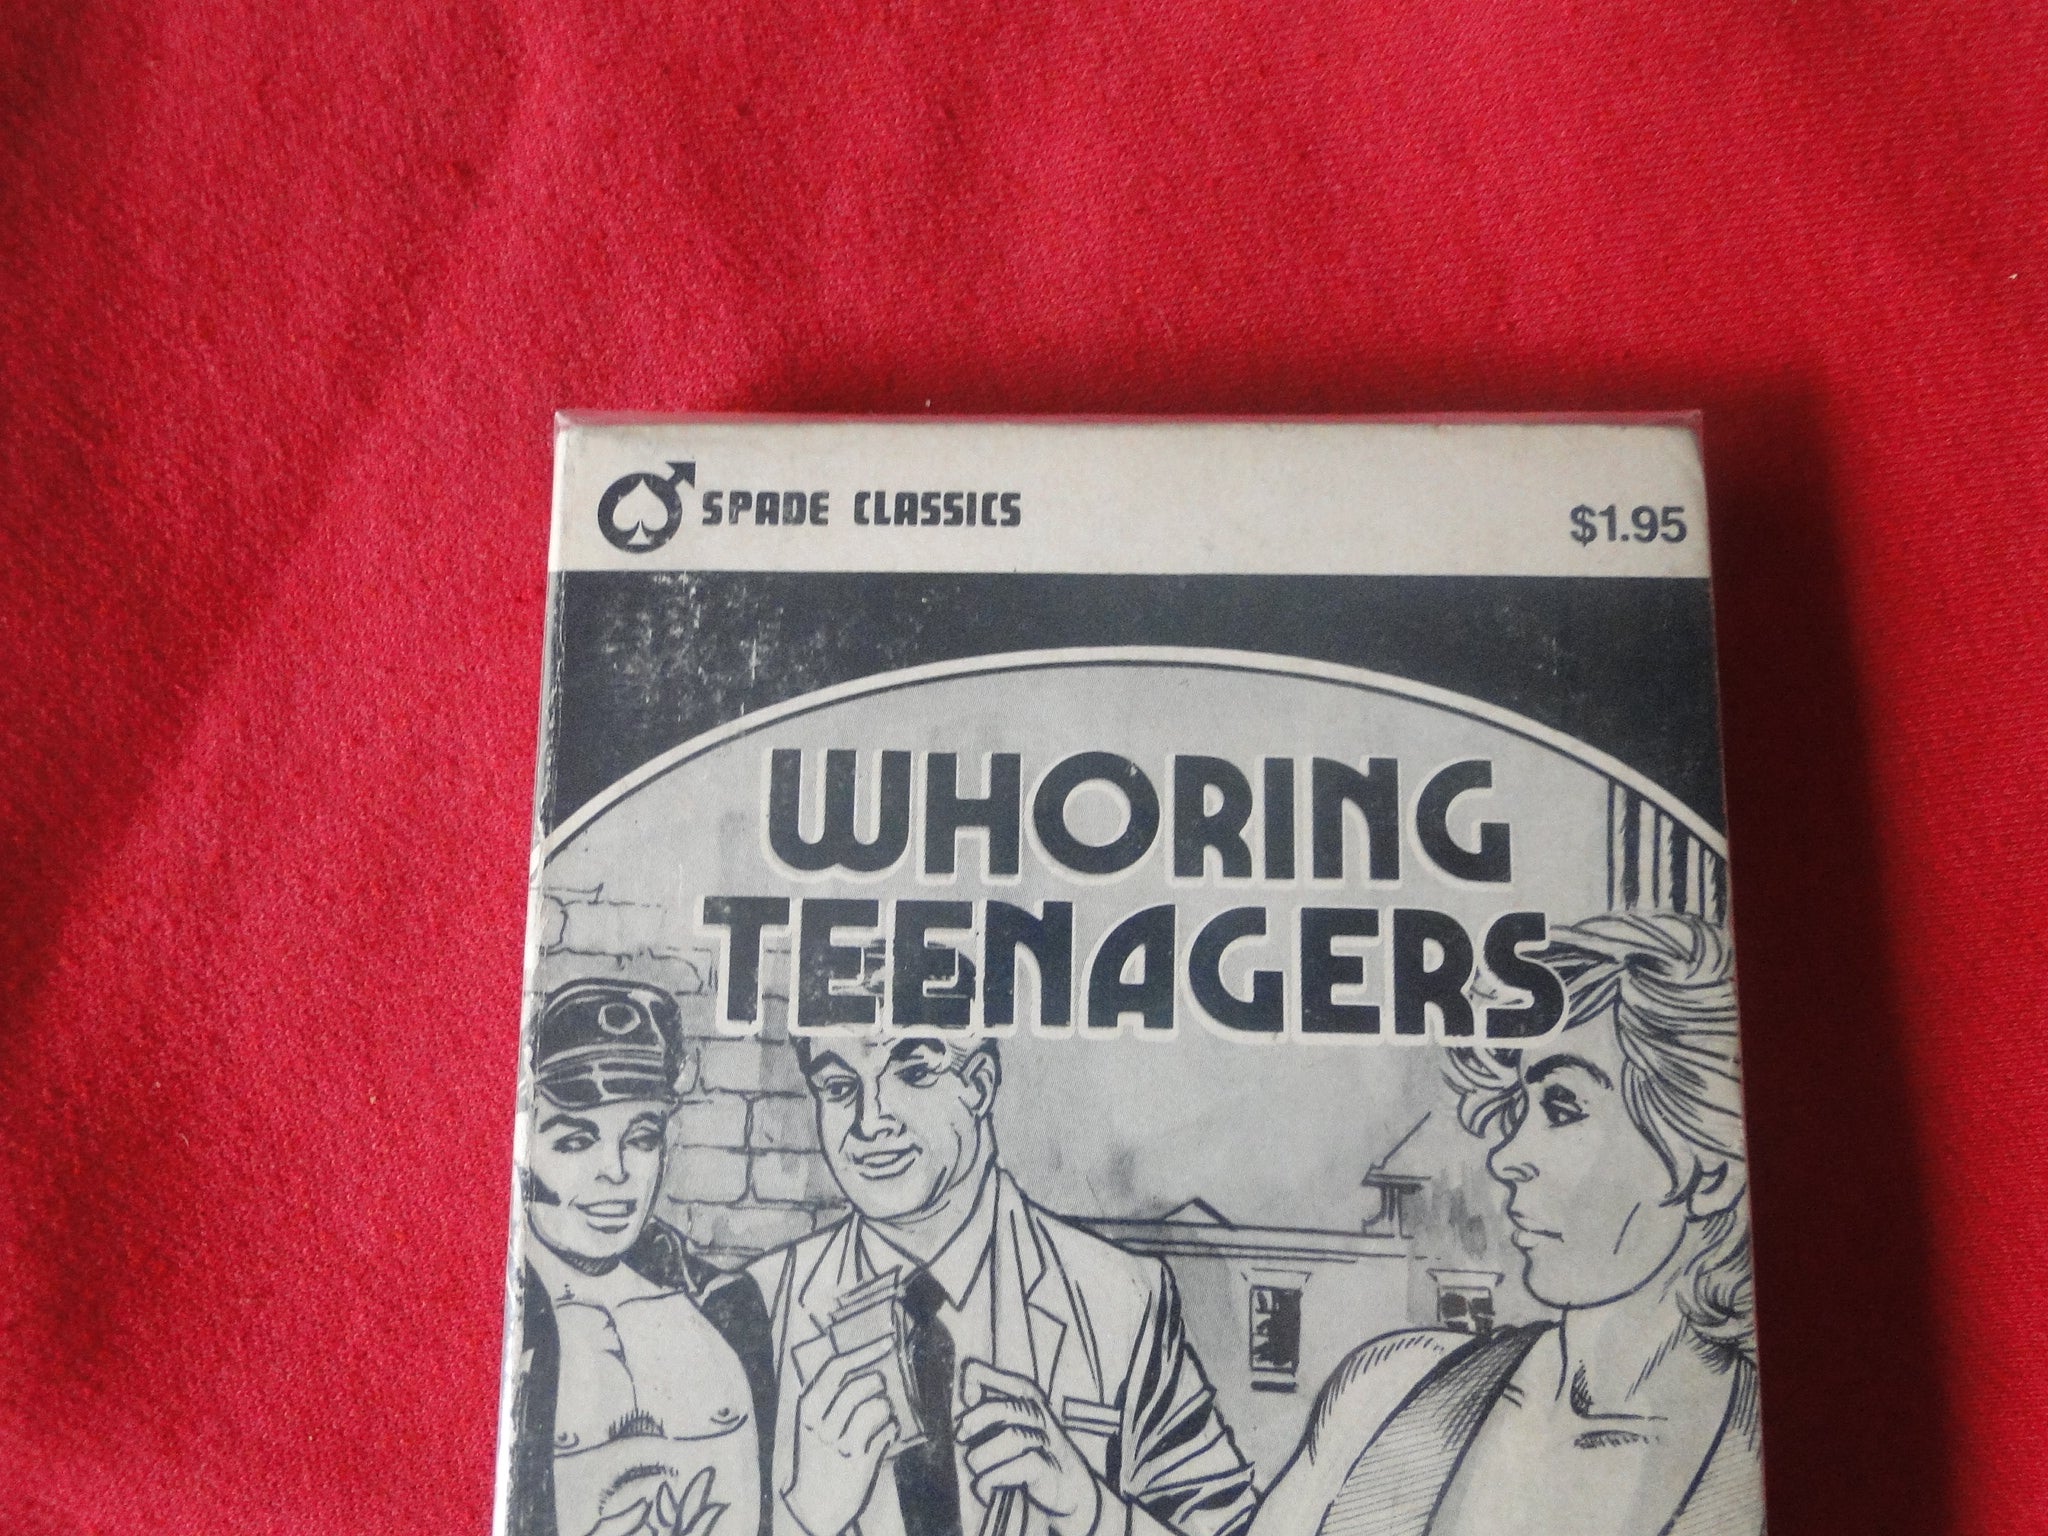 SPADE CLASSICS
$1.95
WHORING
TEENAGERS